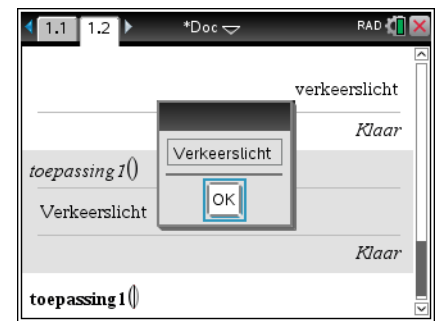 1.1 1.2 *Doc RAD
verkeerslicht
Klaar
toepassing1()
Verkeerslicht
Klaar
toepassing1()
Verkeerslicht
OK